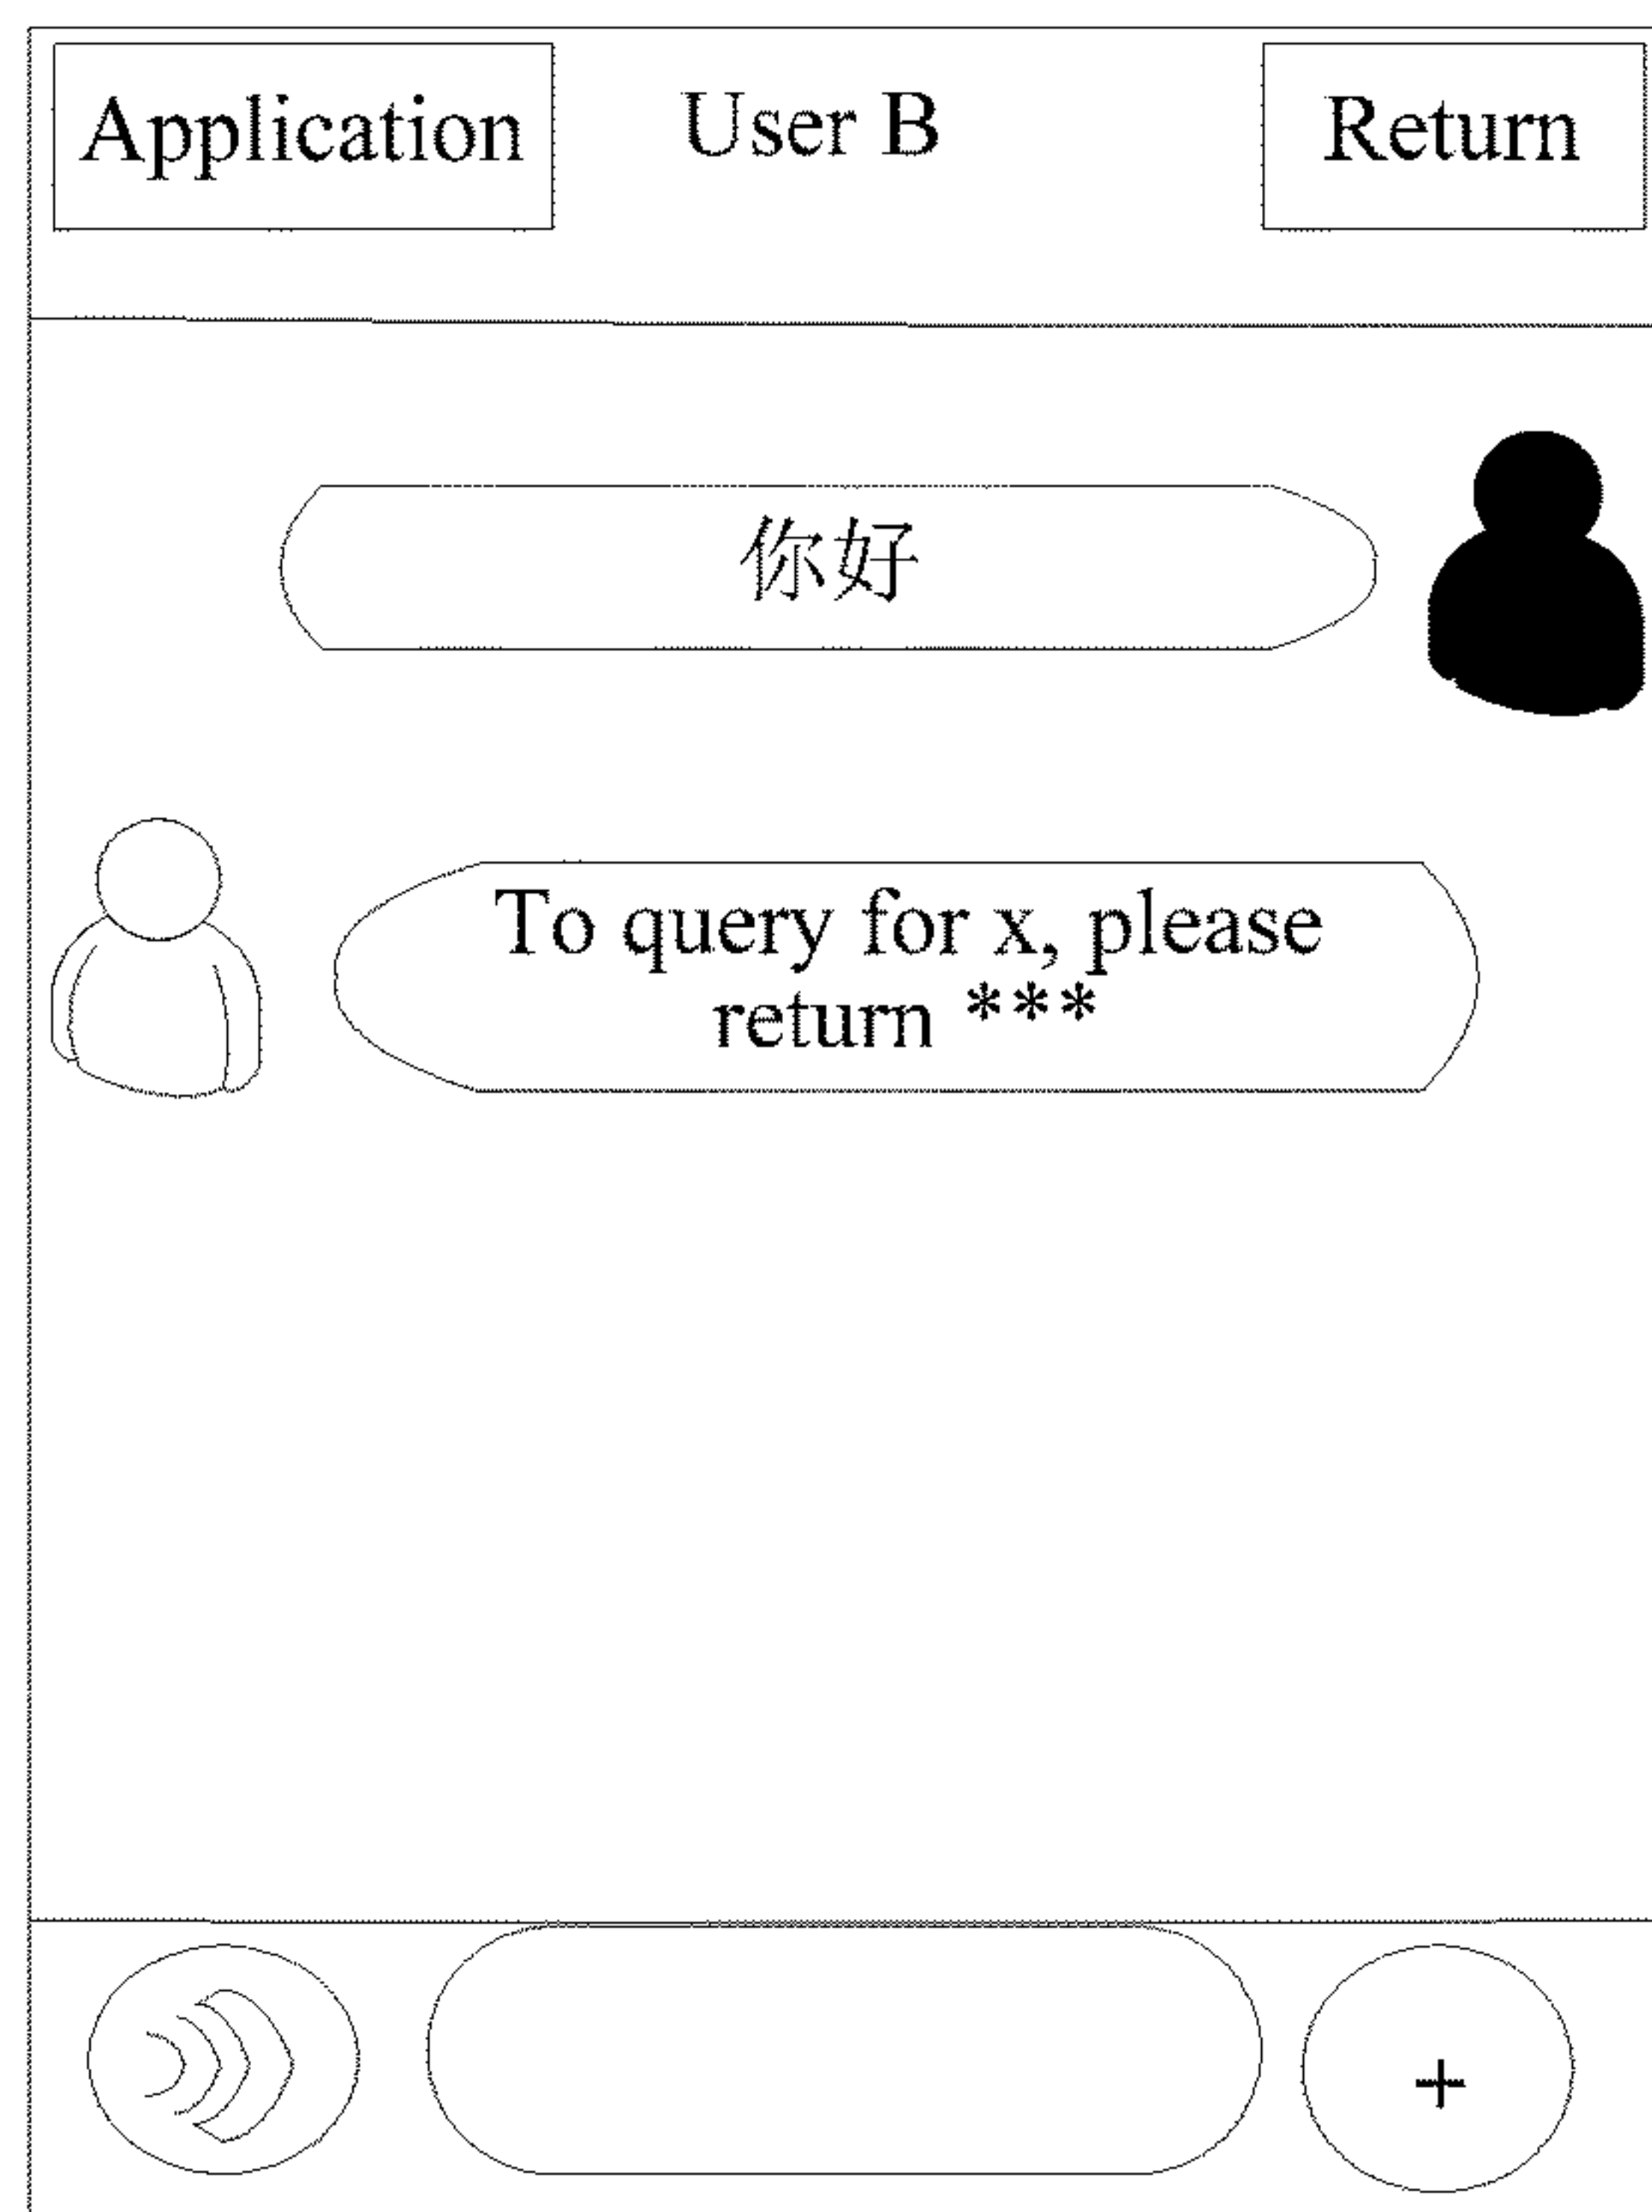 Application User B Return
你好
To query for x, please
return ***
+